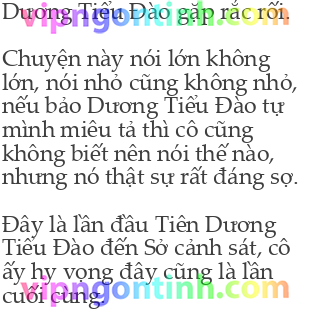 Dương Tiểu Đào gặp rắc rối.
vipngontinh.com
Chuyện này nói lớn không
lớn, nói nhỏ cũng không nhỏ,
nếu bảo Dương Tiểu Đào tự
mình miêu tả thì cô cũng
không biết nên nói thế nào,
nhưng nó thật sự rất đáng sợ.
Đây là lần đầu Tiên Dương
Tiểu Đào đến Sở cảnh sát, cô
ấy hy vọng đây cũng là lần
vipngontinh.com
cuối cùng.